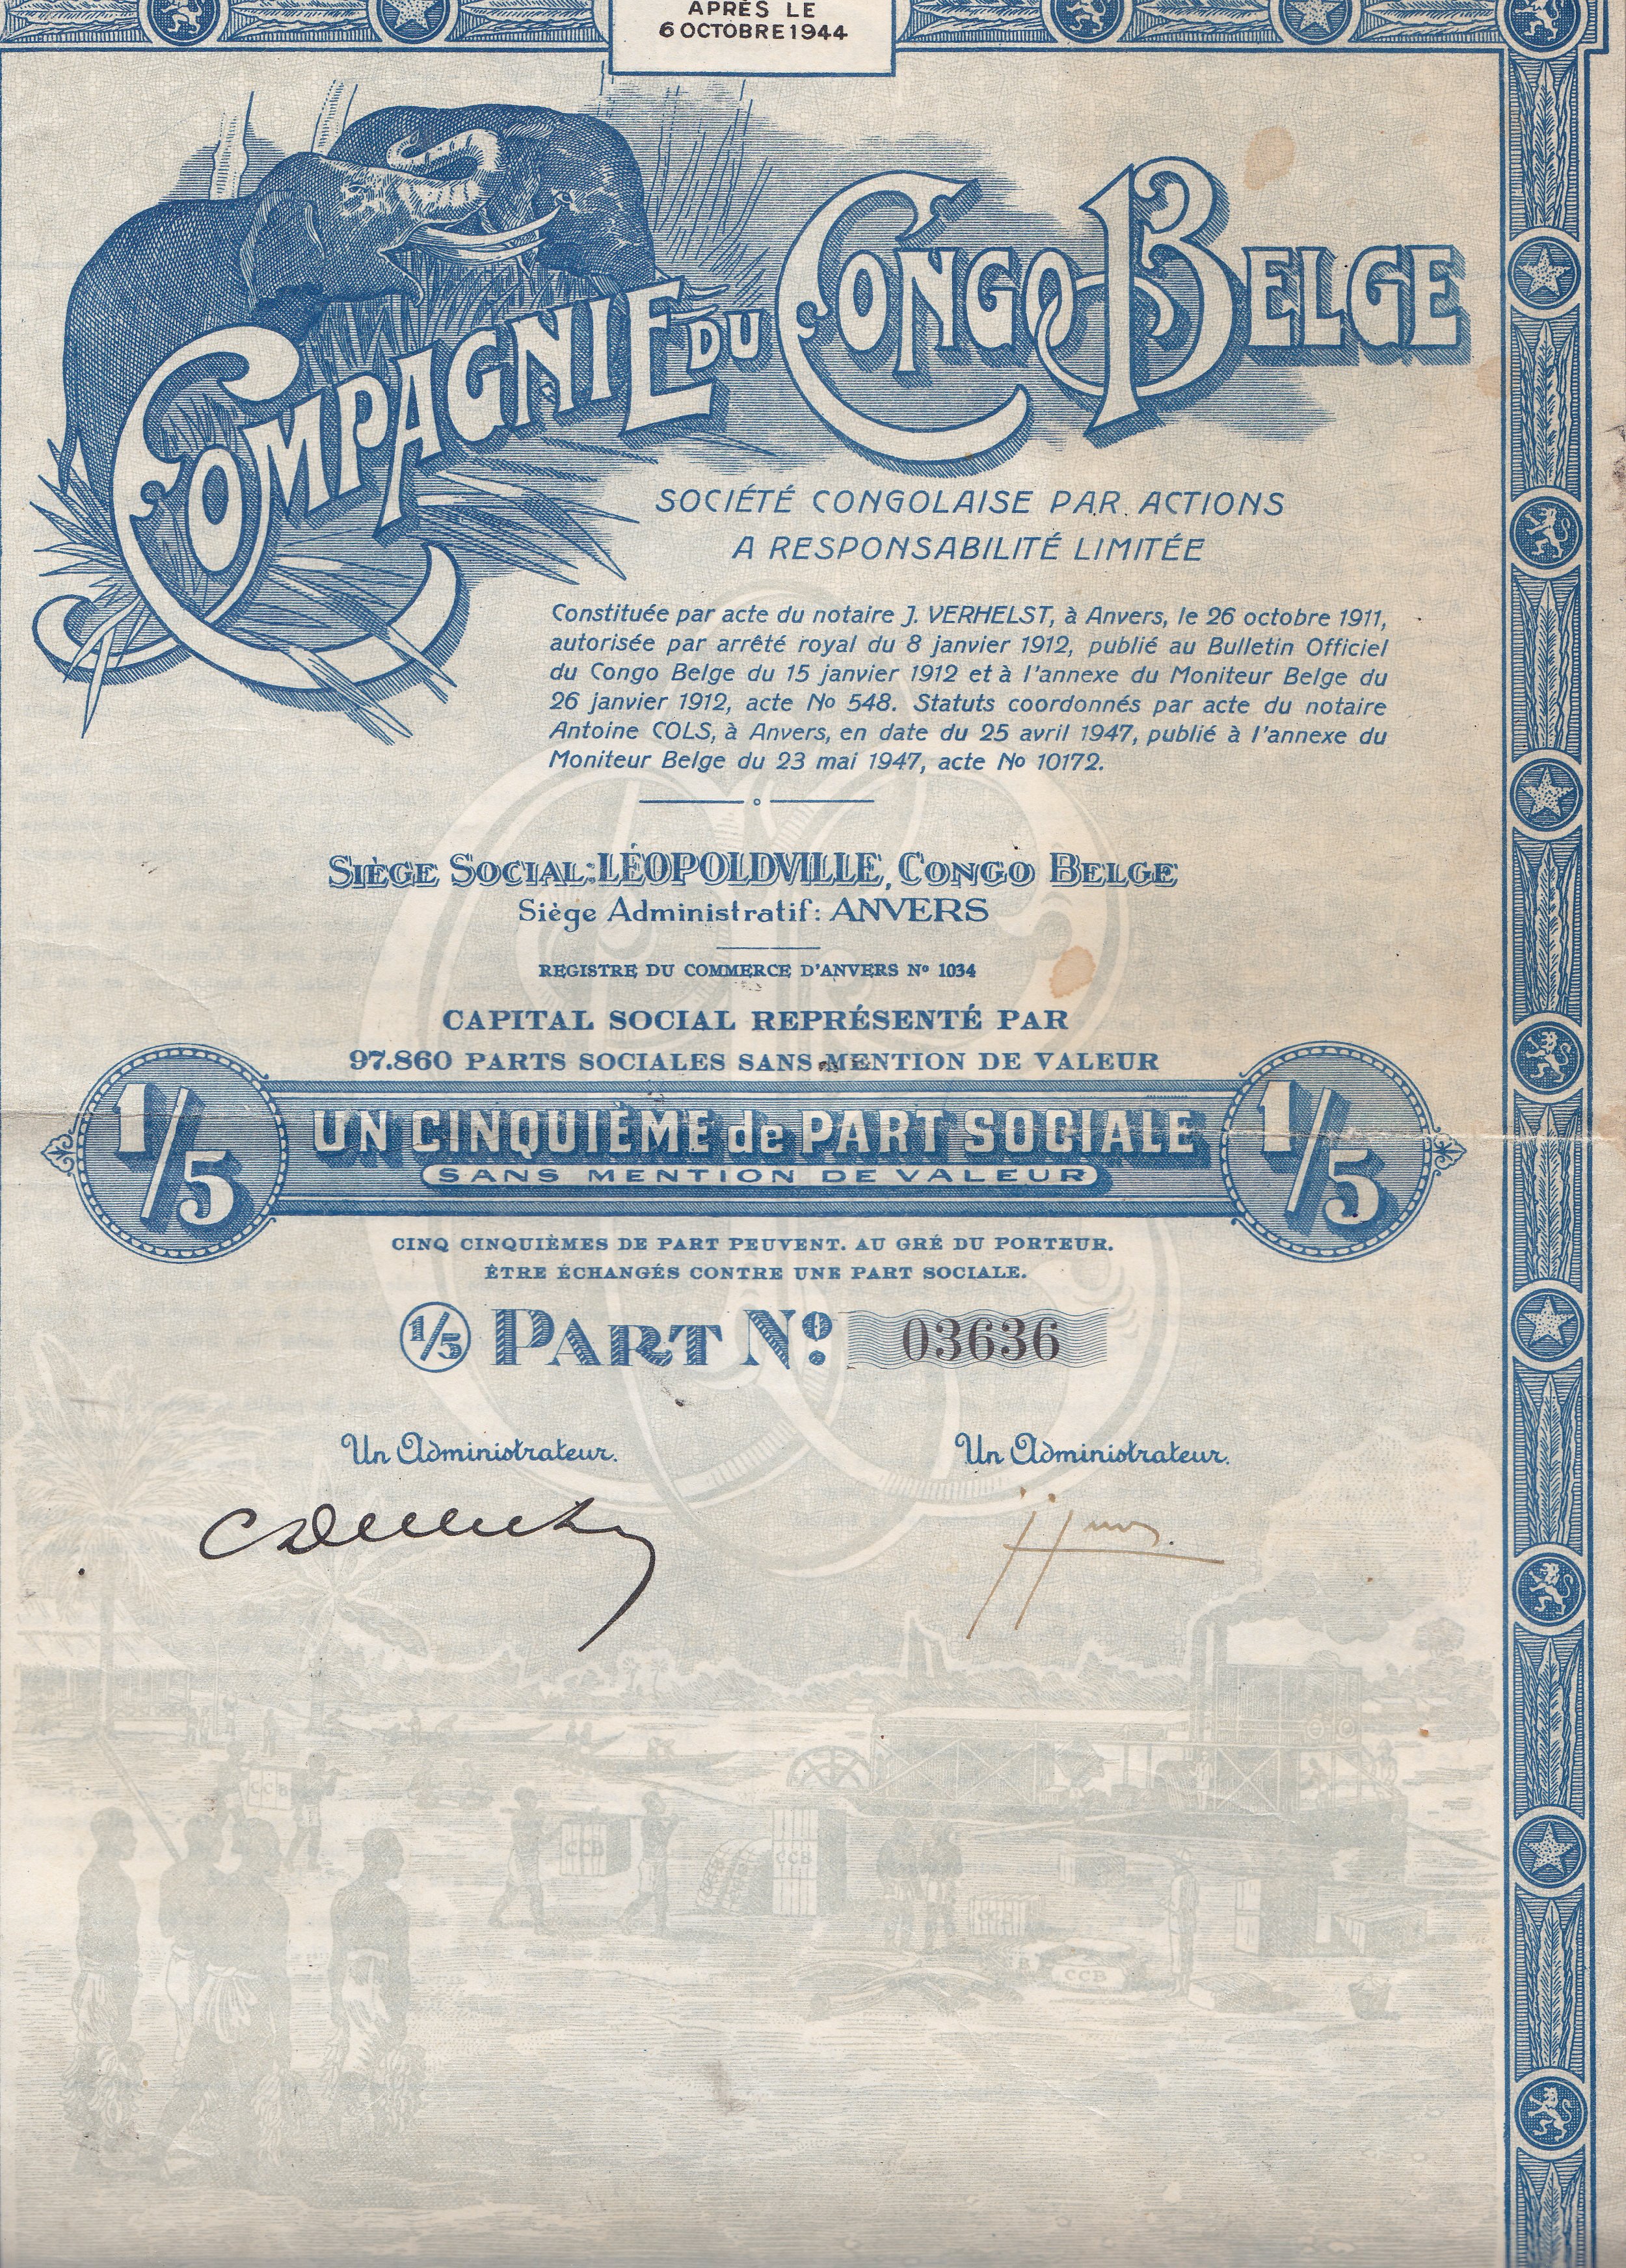 APRÈS LE
6 OCTOBRE 1944
COMPAGNIE DU CONGO BELGE
SOCIÉTÉ CONGOLAISE PAR ACTIONS
A RESPONSABILITÉ LIMITÉE
Constituée par acte du notaire J. VERHELST, à Anvers, le 26 octobre 1911,
autorisée par arrêté royal du 8 janvier 1912, publié au Bulletin Officiel
du Congo Belge du 15 janvier 1912 et à l'annexe du Moniteur Belge du
26 janvier 1912, acte No 548. Statuts coordonnés par acte du notaire
Antoine COLS, à Anvers, en date du 25 avril 1947, publié à l'annexe du
Moniteur Belge du 23 mai 1947, acte No 10172.
SIÈGE SOCIAL: LÉOPOLDVILLE, CONGO BELGE
Siège Administratif: ANVERS
REGISTRE DU COMMERCE D'ANVERS No 1034
CAPITAL SOCIAL REPRÉSENTÉ PAR
97.860 PARTS SOCIALES SANS MENTION DE VALEUR
1/5 UN CINQUIÈME de PART SOCIALE 1/5
SANS MENTION DE VALEUR
CINQ CINQUIÈMES DE PART PEUVENT. AU GRÉ DU PORTEUR.
ÊTRE ÉCHANGÉS CONTRE UNE PART SOCIALE.
1/5 PART No. 03636
Un Administrateur. Un Administrateur.
CCB
CCB
CCB
CCB